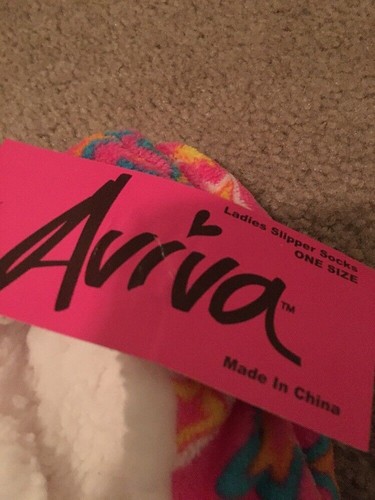 Aviva™
Ladies Slipper Socks
ONE SIZE
Made In China